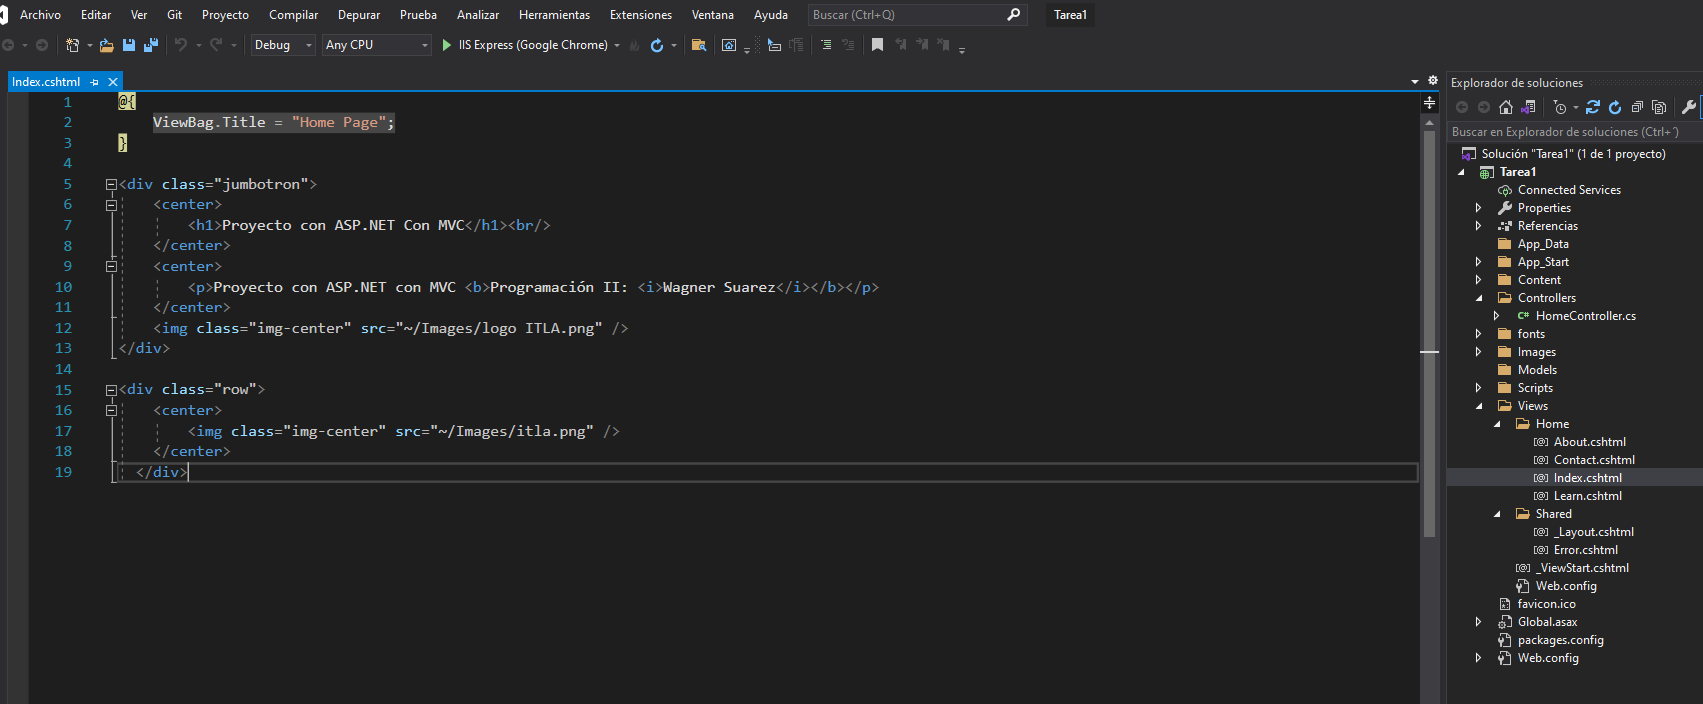 Archivo Editar Ver Git Proyecto Compilar Depurar Prueba Analizar Herramientas Extensiones Ventana Ayuda Buscar (Ctrl+Q) Tarea1
Debug Any CPU IIS Express (Google Chrome)
Index.cshtml
1 @{
2 ViewBag.Title = "Home Page";
3 }
4
5 <div class="jumbotron">
6 <center>
7 <h1>Proyecto con ASP.NET Con MVC</h1><br/>
8 </center>
9 <center>
10 <p>Proyecto con ASP.NET con MVC <b>Programación II: <i>Wagner Suarez</i></b></p>
11 </center>
12 <img class="img-center" src="~/Images/logo ITLA.png" />
13 </div>
14
15 <div class="row">
16 <center>
17 <img class="img-center" src="~/Images/itla.png" />
18 </center>
19 </div>
Explorador de soluciones
Buscar en Explorador de soluciones (Ctrl+´)
Solución "Tarea1" (1 de 1 proyecto)
Tarea1
Connected Services
Properties
Referencias
App_Data
App_Start
Content
Controllers
C# HomeController.cs
fonts
Images
Models
Scripts
Views
Home
[@] About.cshtml
[@] Contact.cshtml
[@] Index.cshtml
[@] Learn.cshtml
Shared
[@] _Layout.cshtml
[@] Error.cshtml
[@] _ViewStart.cshtml
Web.config
favicon.ico
Global.asax
packages.config
Web.config